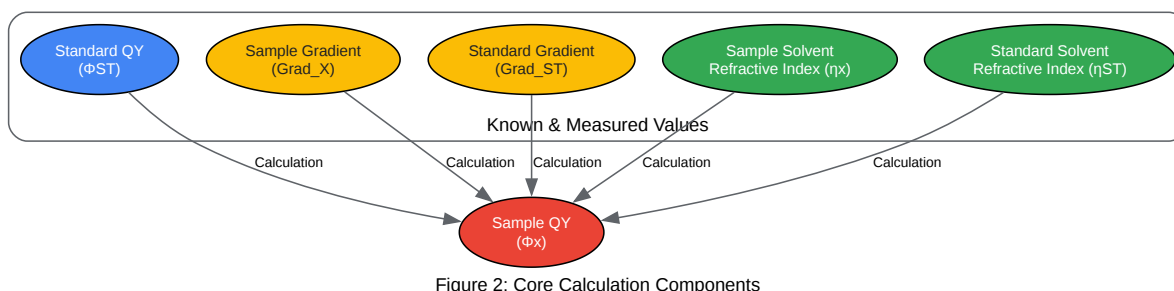 Standard QY
(ΦST)
Sample Gradient
(Grad_X)
Standard Gradient
(Grad_ST)
Sample Solvent
Refractive Index (ηx)
Standard Solvent
Refractive Index (ηST)
Known & Measured Values
Calculation
Calculation
Calculation
Calculation
Calculation
Sample QY
(Φx)
Figure 2: Core Calculation Components